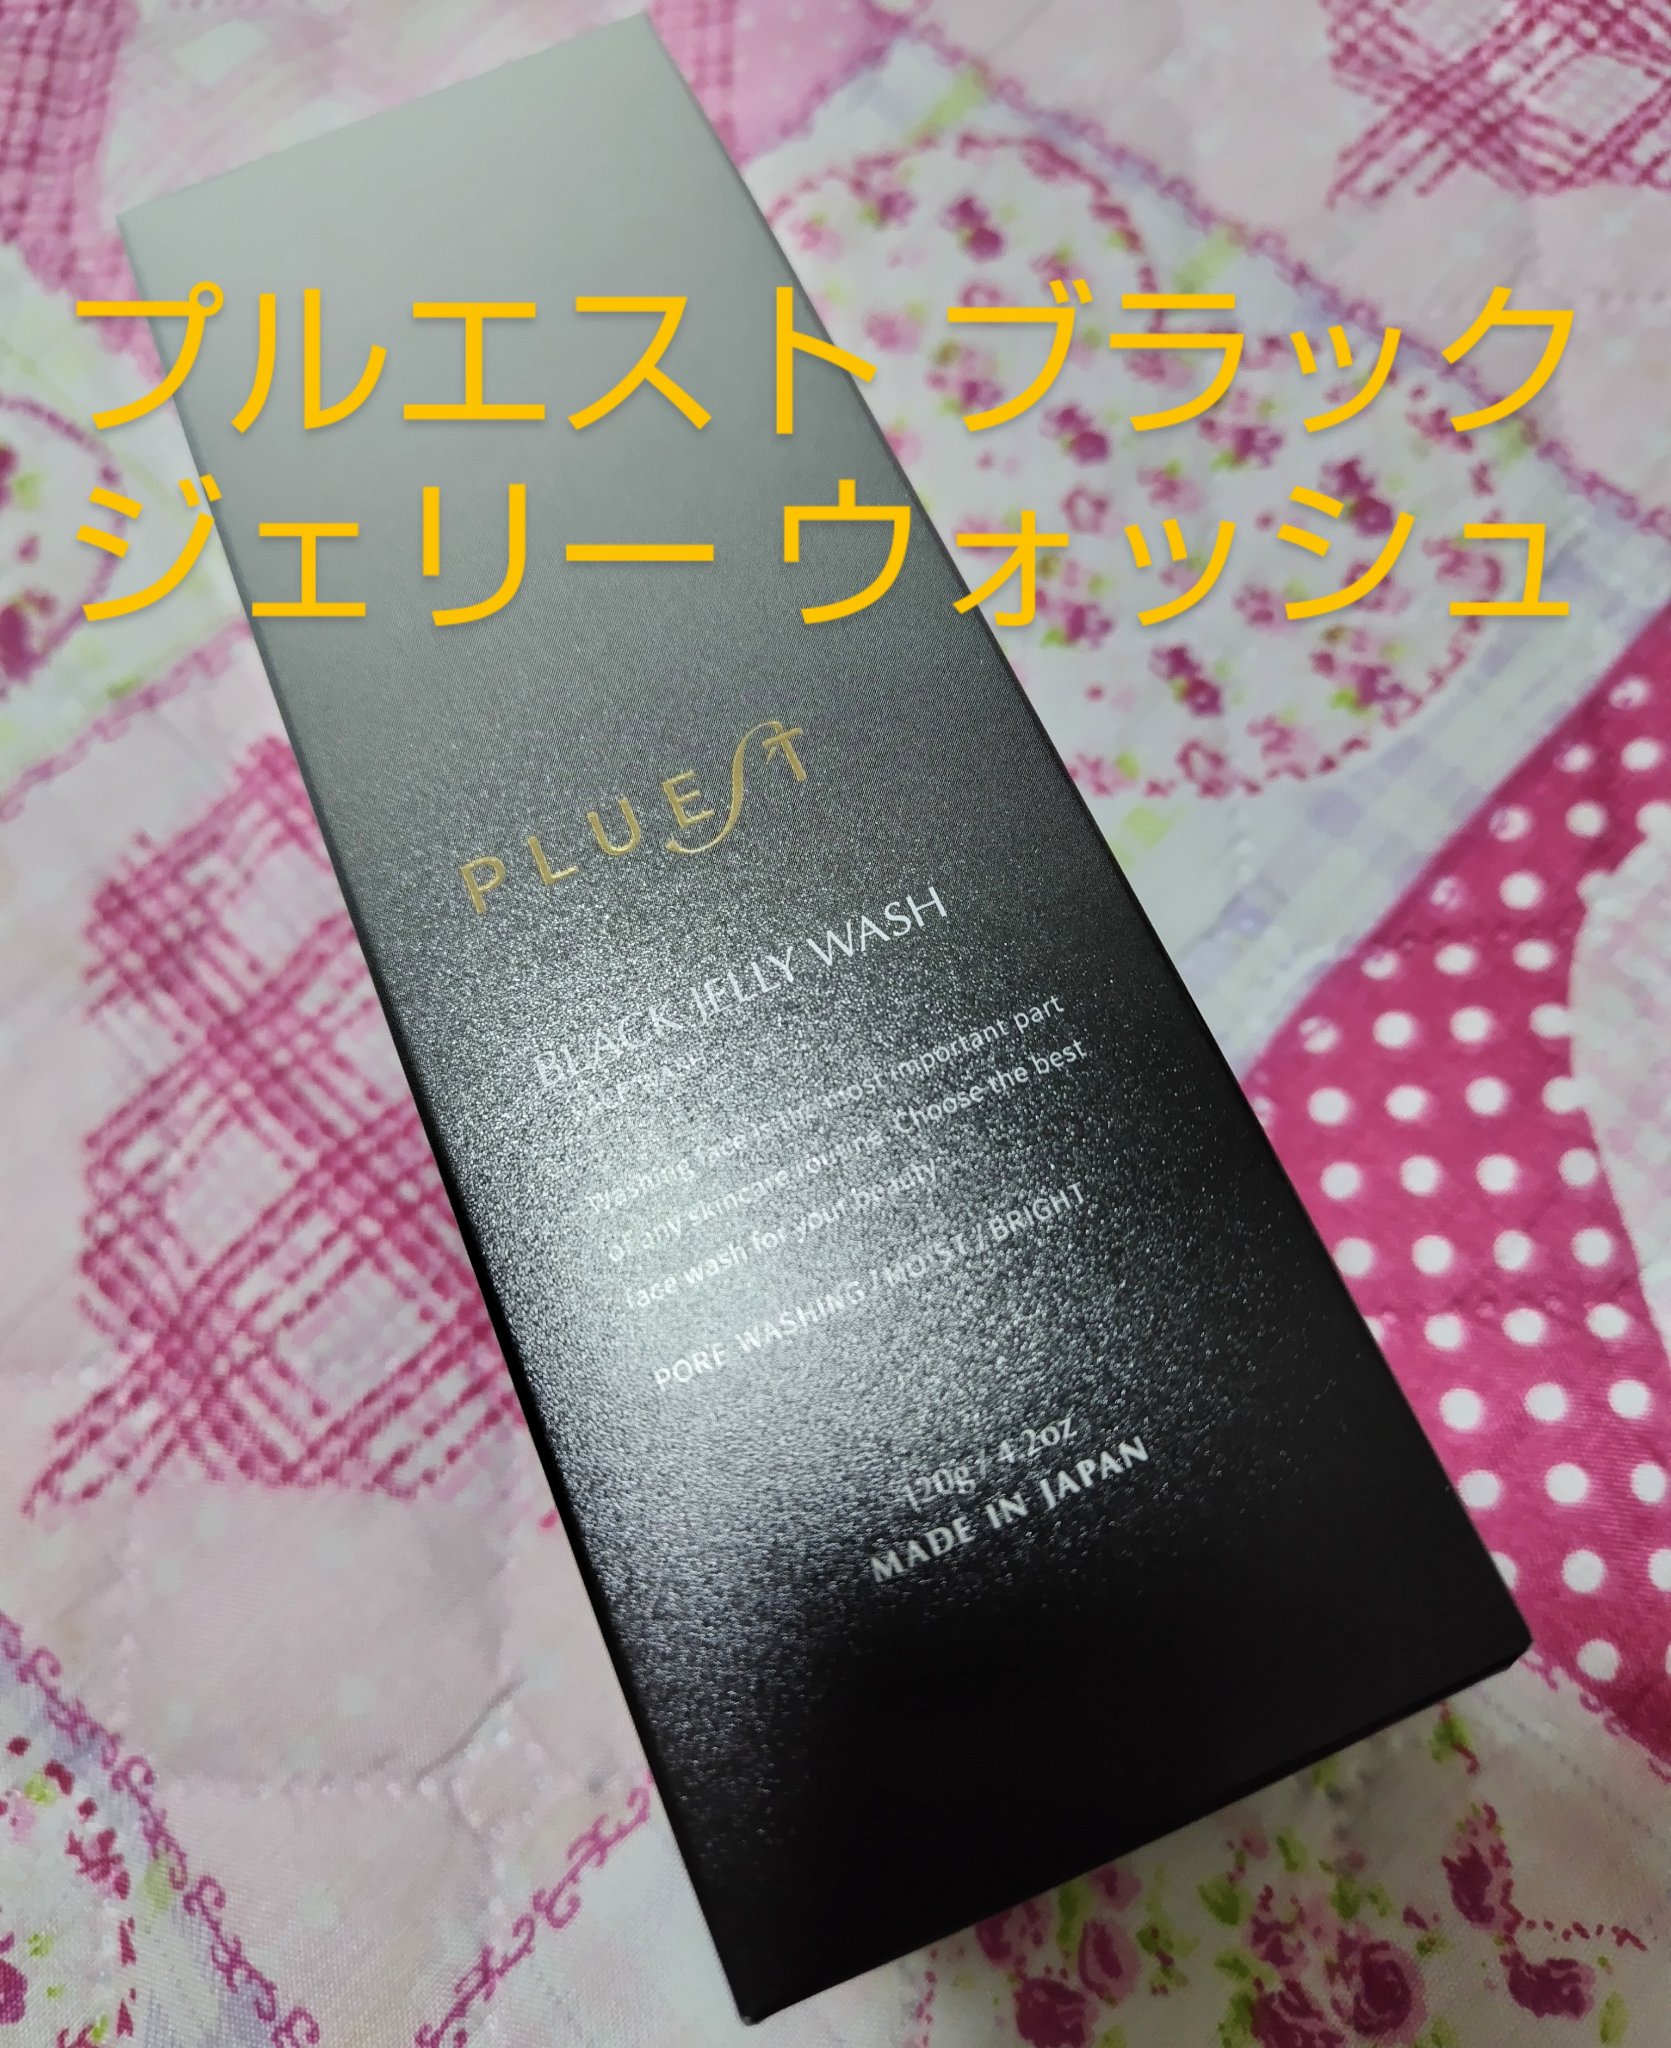 プルエスト ブラック
ジェリー ウォッシュ
PLUEST
BLACK JELLY WASH
FACE WASH
Washing face is the most important part
of any skincare routine. Choose the best
face wash for your beauty.
PORE WASHING / MOIST / BRIGHT
120g / 4.2oz
MADE IN JAPAN